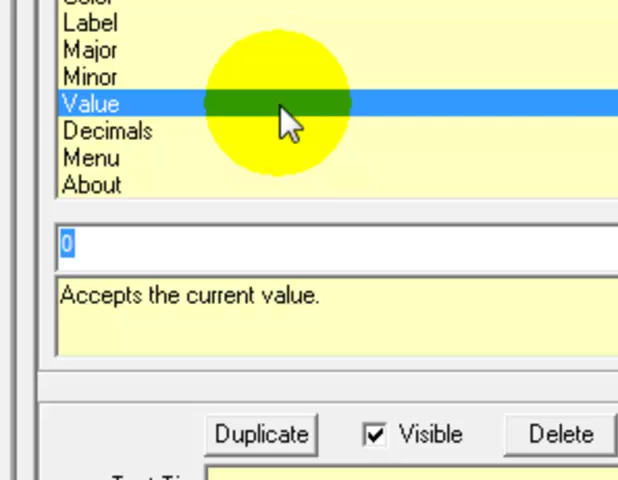 Label
Major
Minor
Value
Decimals
Menu
About
0
Accepts the current value.
Duplicate Visible Delete